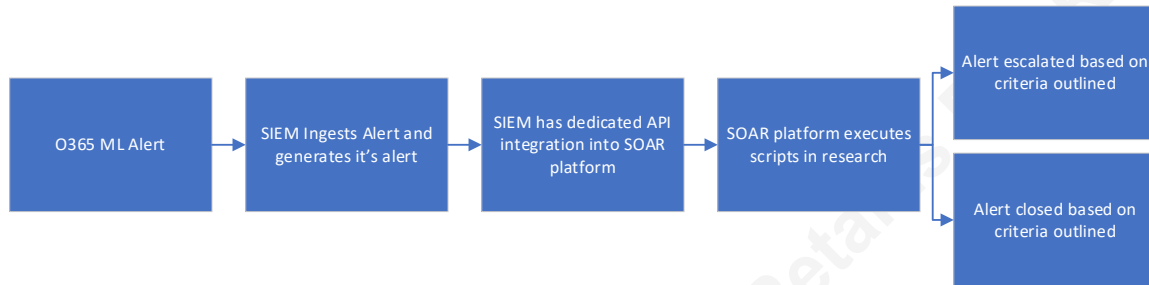 O365 ML Alert
SIEM Ingests Alert and
generates it's alert
SIEM has dedicated API
integration into SOAR
platform
SOAR platform executes
scripts in research
Alert escalated based on
criteria outlined
Alert closed based on
criteria outlined